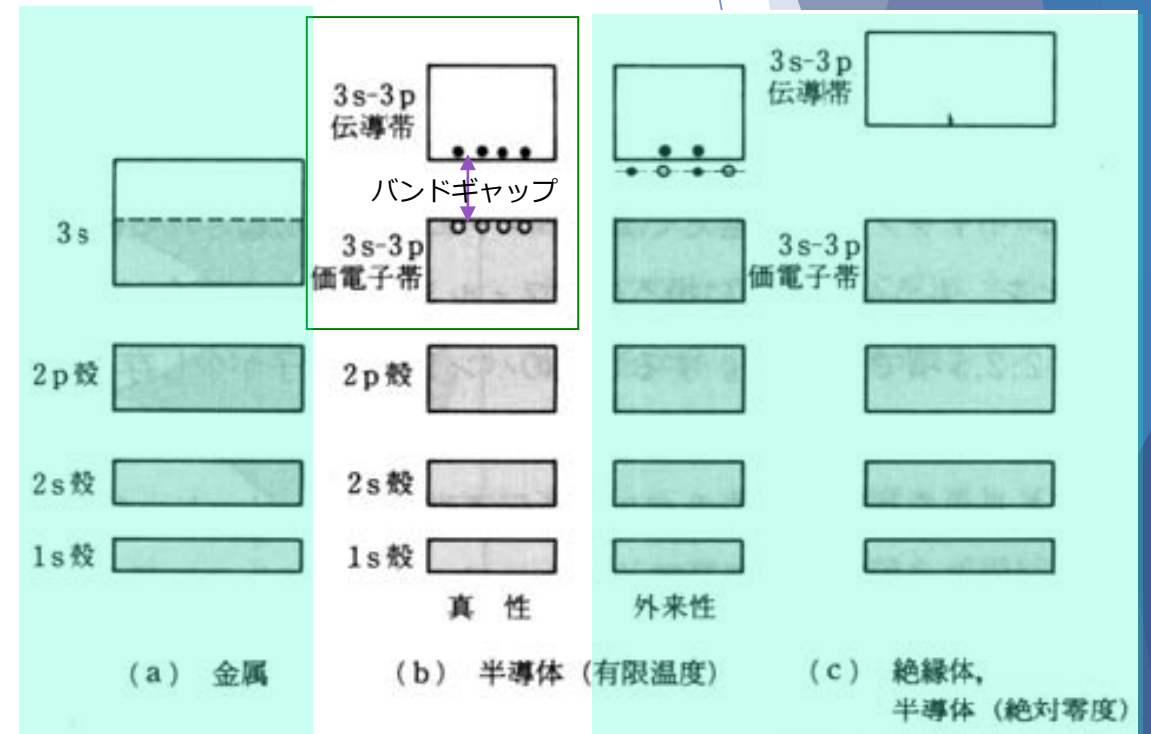 3s-3p
伝導帯
バンドギャップ
3s
3s-3p
価電子帯
2p殻
2s殻
1s殻
2p殻
2s殻
1s殻
真 性
外来性
3s-3p
伝導帯
3s-3p
価電子帯
(a) 金属
(b) 半導体 (有限温度)
(c) 絶縁体,
半導体 (絶対零度)